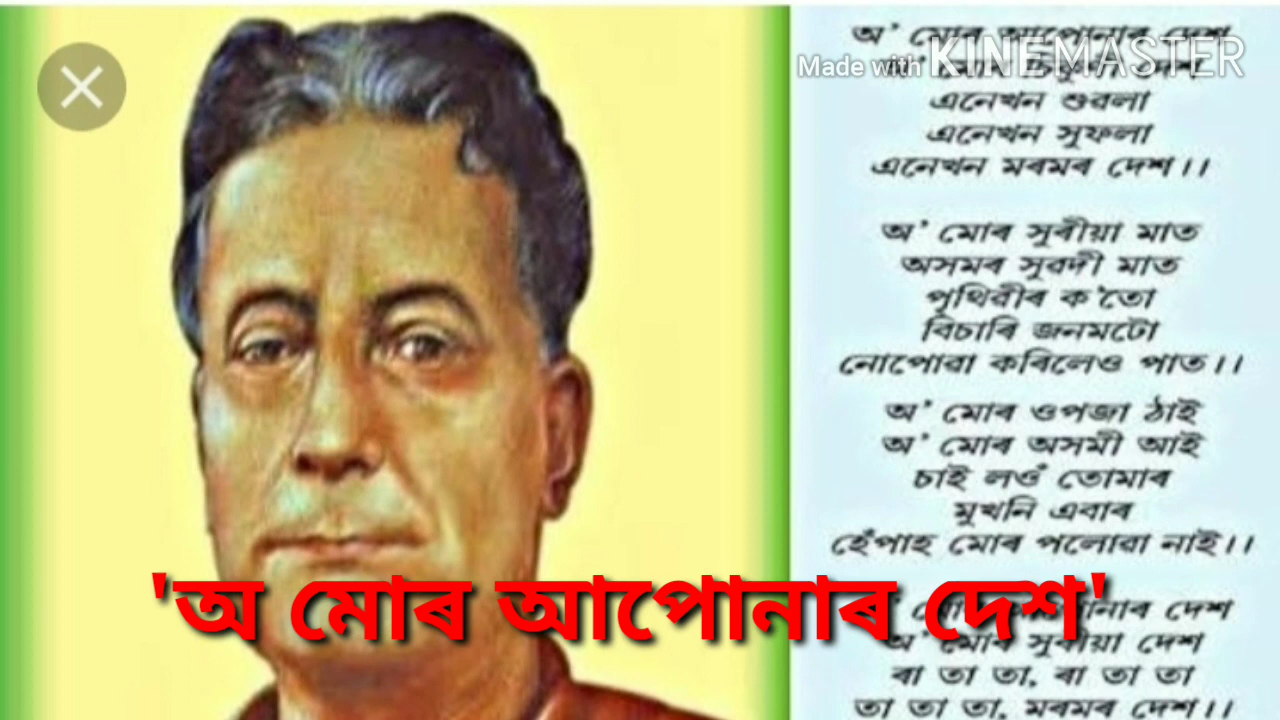 অ' মোৰ আপোনাৰ দেশ
Made with KINEMASTER
দেশ
এনেখন শুৱলা
এনেখন সুফলা
এনেখন মৰমৰ দেশ।।
অ' মোৰ সুৰীয়া মাত
অসমৰ সুৱদী মাত
পৃথিৱীৰ ক'তো
বিচাৰি জনমটো
নোপোৱা কৰিলেও পাত।।
অ' মোৰ ওপজা ঠাই
অ' মোৰ অসমী আই
চাই লওঁ তোমাৰ
মুখনি এবাৰ
হেঁপাহ মোৰ পলোৱা নাই।।
'অ মোৰ আপোনাৰ দেশ'
দেশ
অ' মোৰ সুৰীয়া দেশ
ৰা তা তা, ৰা তা তা
তা তা তা, মৰমৰ দেশ।।